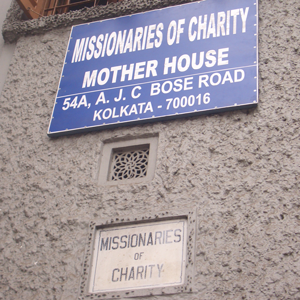 MISSIONARIES OF CHARITY
MOTHER HOUSE
54A, A. J. C BOSE ROAD
KOLKATA - 700016
MISSIONARIES
OF
CHARITY